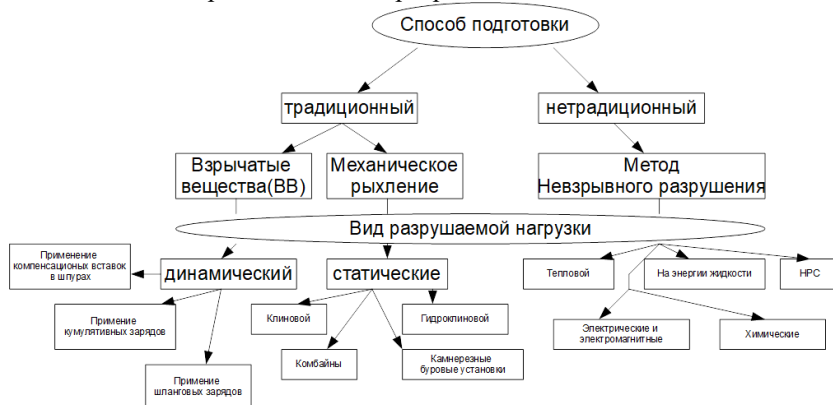 Способ подготовки
традиционный
нетрадиционный
Взрычатые
вещества(ВВ)
Механическое
рыхление
Метод
Невзрывного разрушения
Вид разрушаемой нагрузки
Применение
компенсационых вставок
в шпурах
динамический
статические
Тепловой
На энергии жидкости
НРС
Примение
кумулятивных зарядов
Клиновой
Гидроклиновой
Электрические и
электромагнитные
Химические
Комбайны
Камнерезные
буровые установки
Примение
шланговых зарядов